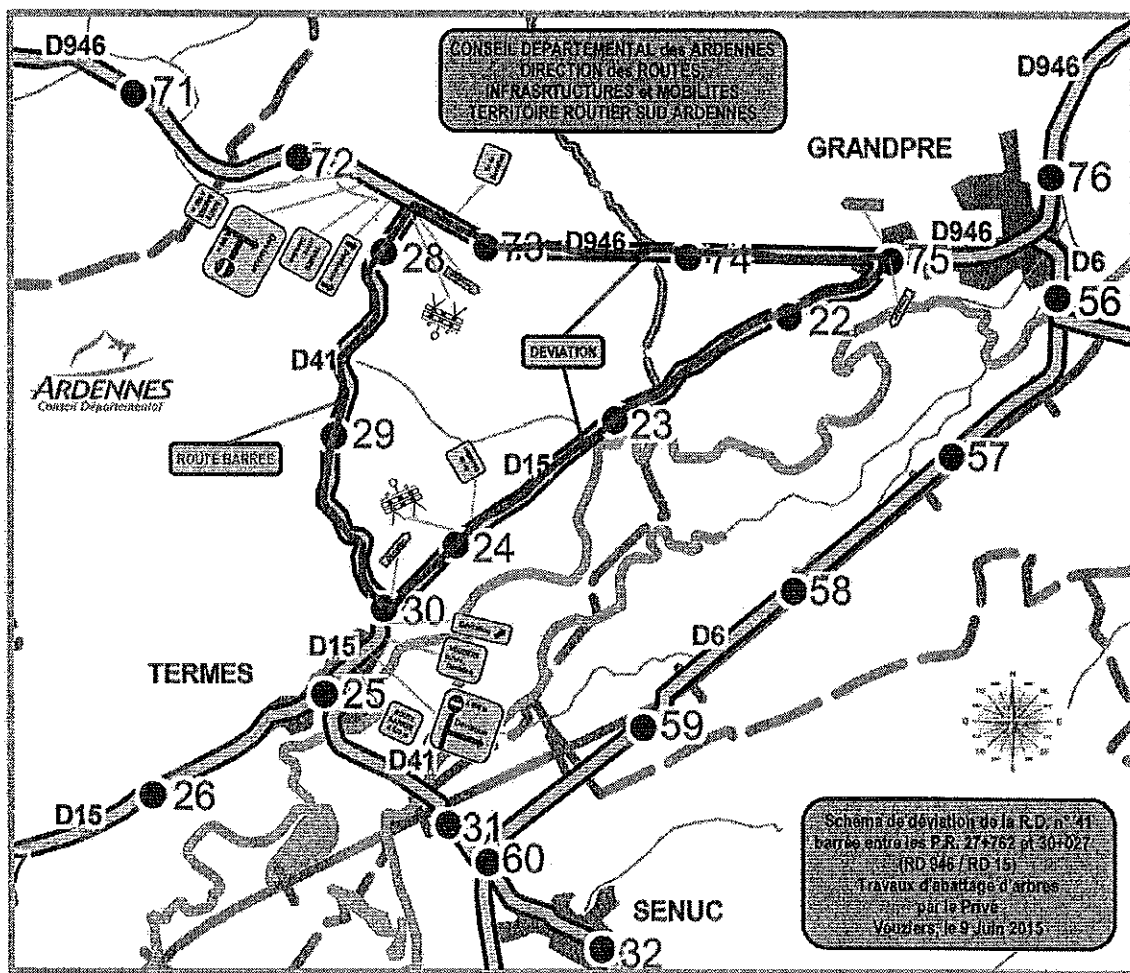 D946
71
CONSEIL DEPARTEMENTAL des ARDENNES
DIRECTION des ROUTES,
INFRASRTUCTURES et MOBILITES
TERRITOIRE ROUTIER SUD ARDENNES
D946
GRANDPRE
76
72
28
73
D946
74
D946
75
D6
56
22
D41
DEVIATION
ARDENNES
Conseil Départemental
29
23
ROUTE BARREE
D15
57
24
58
30
D15
D6
TERMES
25
59
D41
26
D15
31
60
SENUC
32
Schéma de déviation de la R.D. n° 41
barrée entre les P.R. 27+762 et 30+027
(RD 946 / RD 15)
Travaux d'abattage d'arbres
par le Privé
Vouziers, le 9 Juin 2015